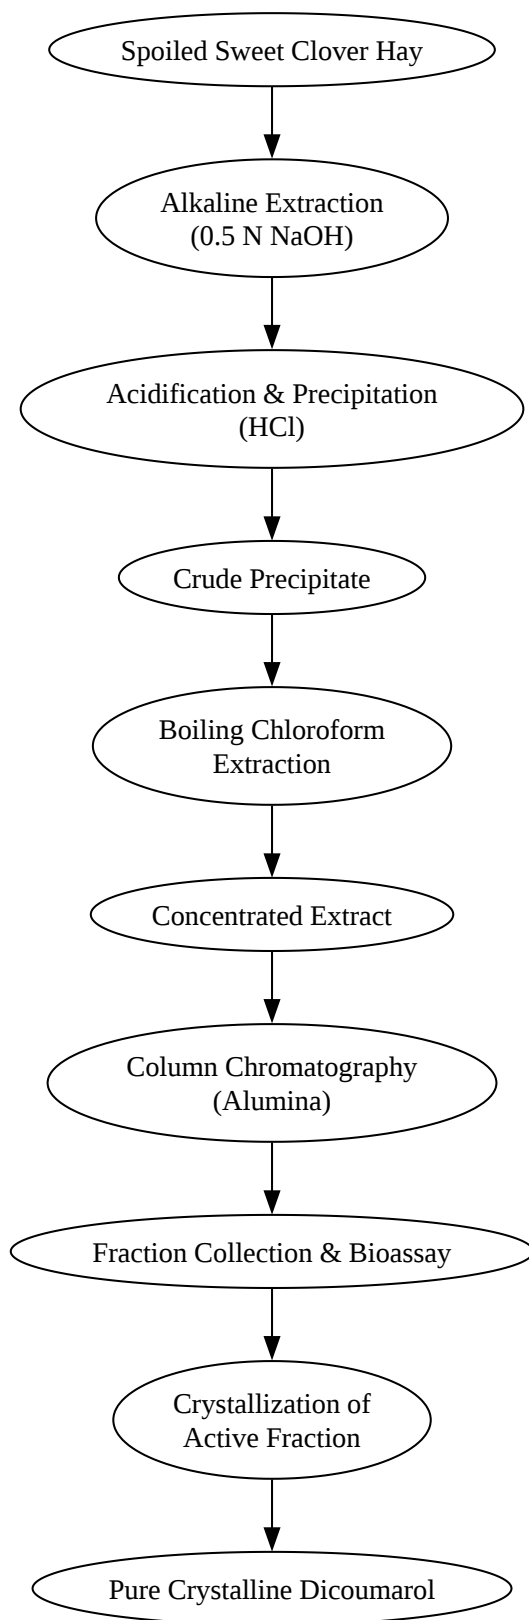 Spoiled Sweet Clover Hay
Alkaline Extraction
(0.5 N NaOH)
Acidification & Precipitation
(HCl)
Crude Precipitate
Boiling Chloroform
Extraction
Concentrated Extract
Column Chromatography
(Alumina)
Fraction Collection & Bioassay
Crystallization of
Active Fraction
Pure Crystalline Dicoumarol